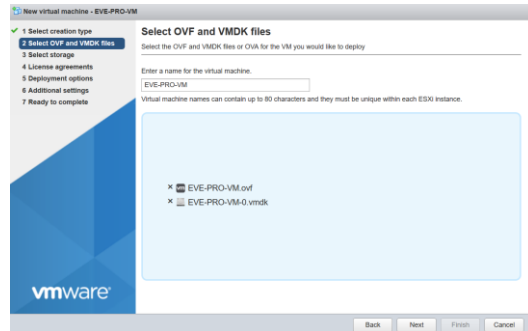 New virtual machine - EVE-PRO-VM
1 Select creation type
2 Select OVF and VMDK files
3 Select storage
4 License agreements
5 Deployment options
6 Additional settings
7 Ready to complete
Select OVF and VMDK files
Select the OVF and VMDK files or OVA for the VM you would like to deploy
Enter a name for the virtual machine.
EVE-PRO-VM
Virtual machine names can contain up to 80 characters and they must be unique within each ESXi instance.
× EVE-PRO-VM.ovf
× EVE-PRO-VM-0.vmdk
vmware
Back Next Finish Cancel